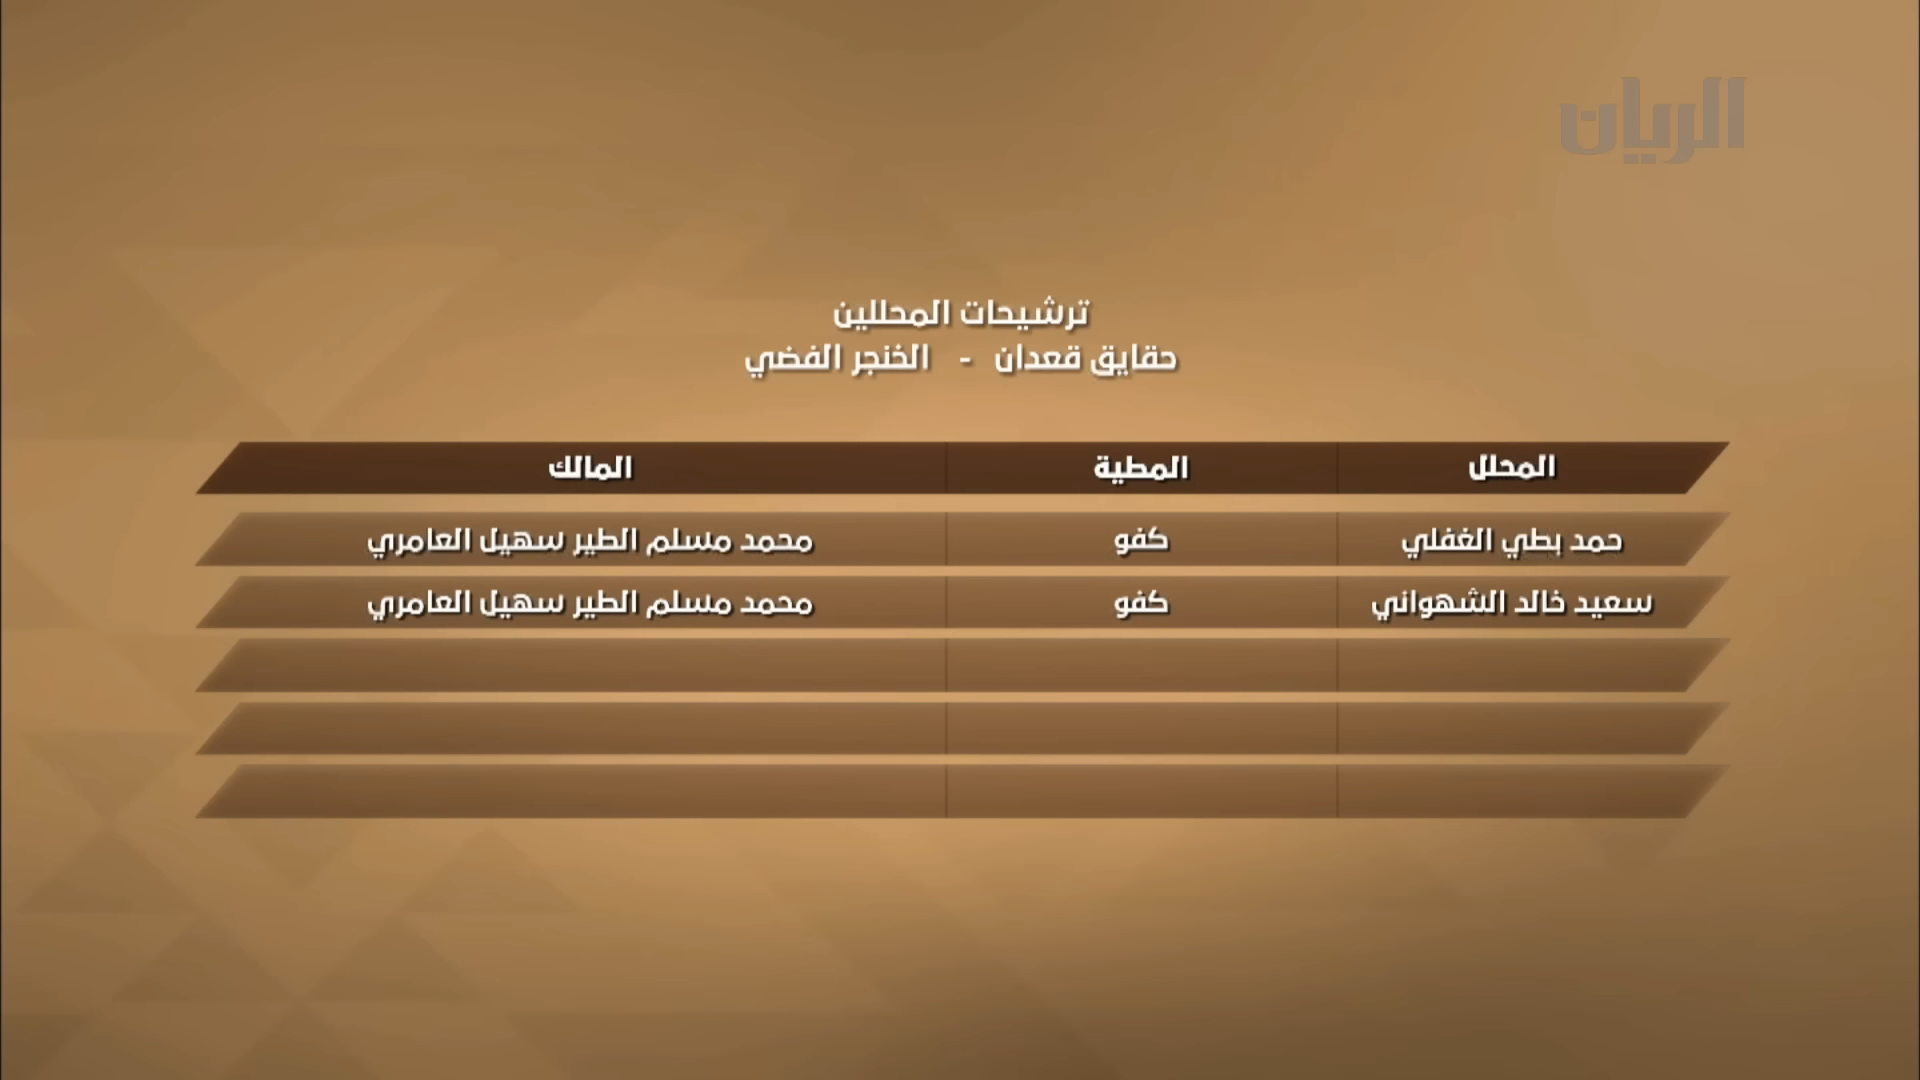 الريان
ترشيحات المحللين
حقايق قعدان - الخنجر الفضي
المحلل المطية المالك
حمد بطي الغفلي كفو محمد مسلم الطير سهيل العامري
سعيد خالد الشهواني كفو محمد مسلم الطير سهيل العامري